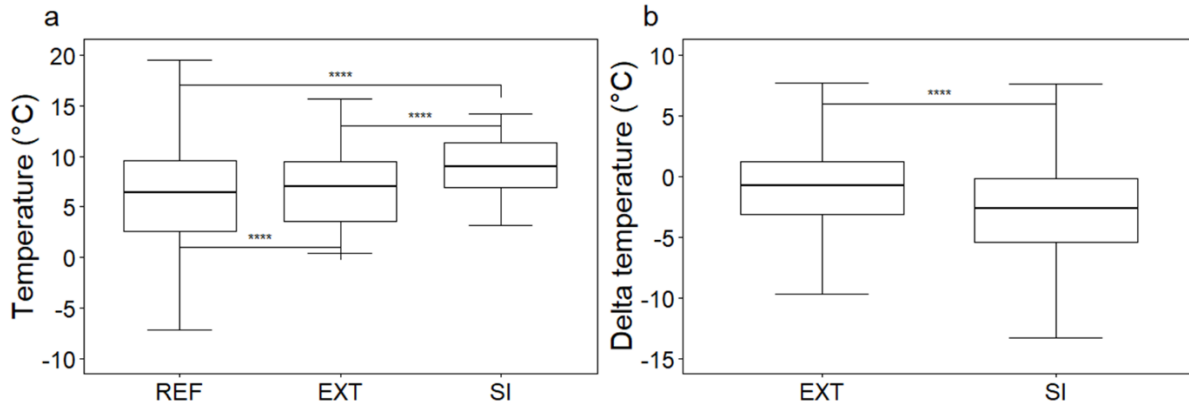 a
Temperature (°C)
20
15
10
5
0
-5
-10
****
****
****
REF EXT SI
b
Delta temperature (°C)
10
5
0
-5
-10
-15
****
EXT SI